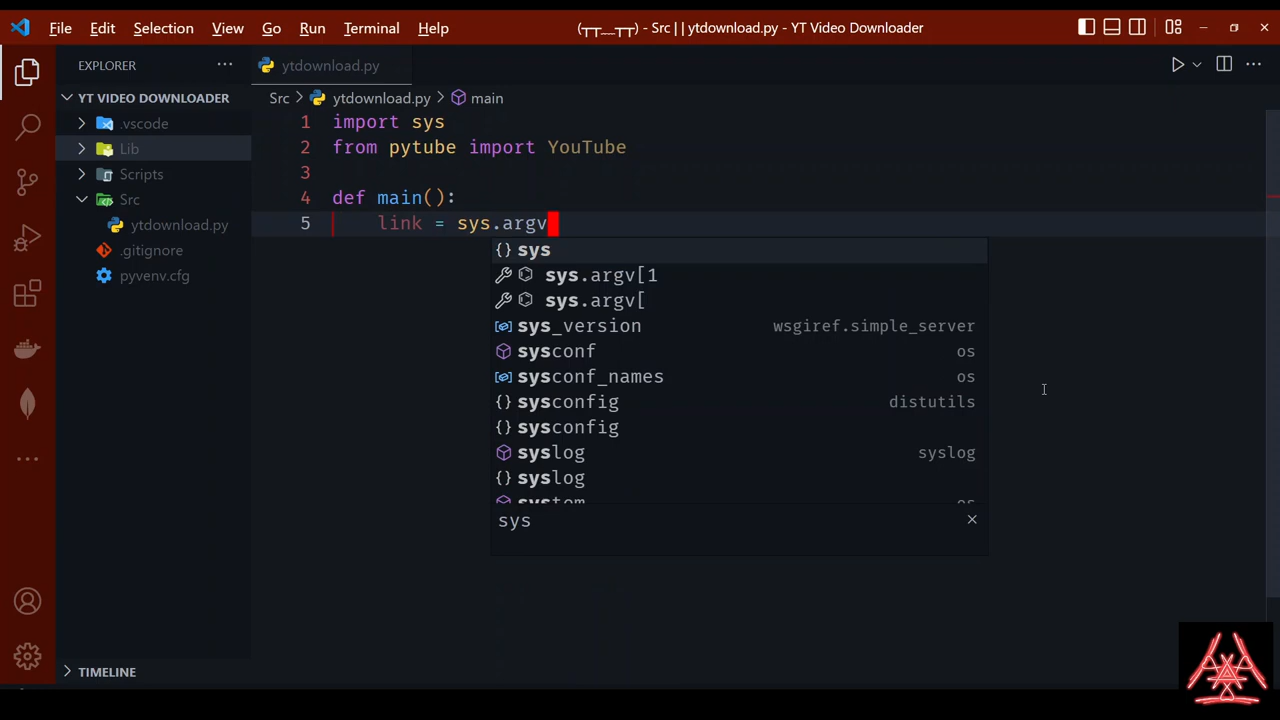 File Edit Selection View Go Run Terminal Help (┬┬﹏┬┬) - Src || ytdownload.py - YT Video Downloader
EXPLORER ...
ytdownload.py
YT VIDEO DOWNLOADER
Src > ytdownload.py > main
.vscode
Lib
Scripts
Src
ytdownload.py
.gitignore
pyvenv.cfg
1 import sys
2 from pytube import YouTube
3
4 def main():
5 link = sys.argv
{} sys
sys.argv[1
sys.argv[
sys_version wsgiref.simple_server
sysconf os
sysconf_names os
{} sysconfig distutils
{} sysconfig
syslog syslog
{} syslog
system os
sys
TIMELINE